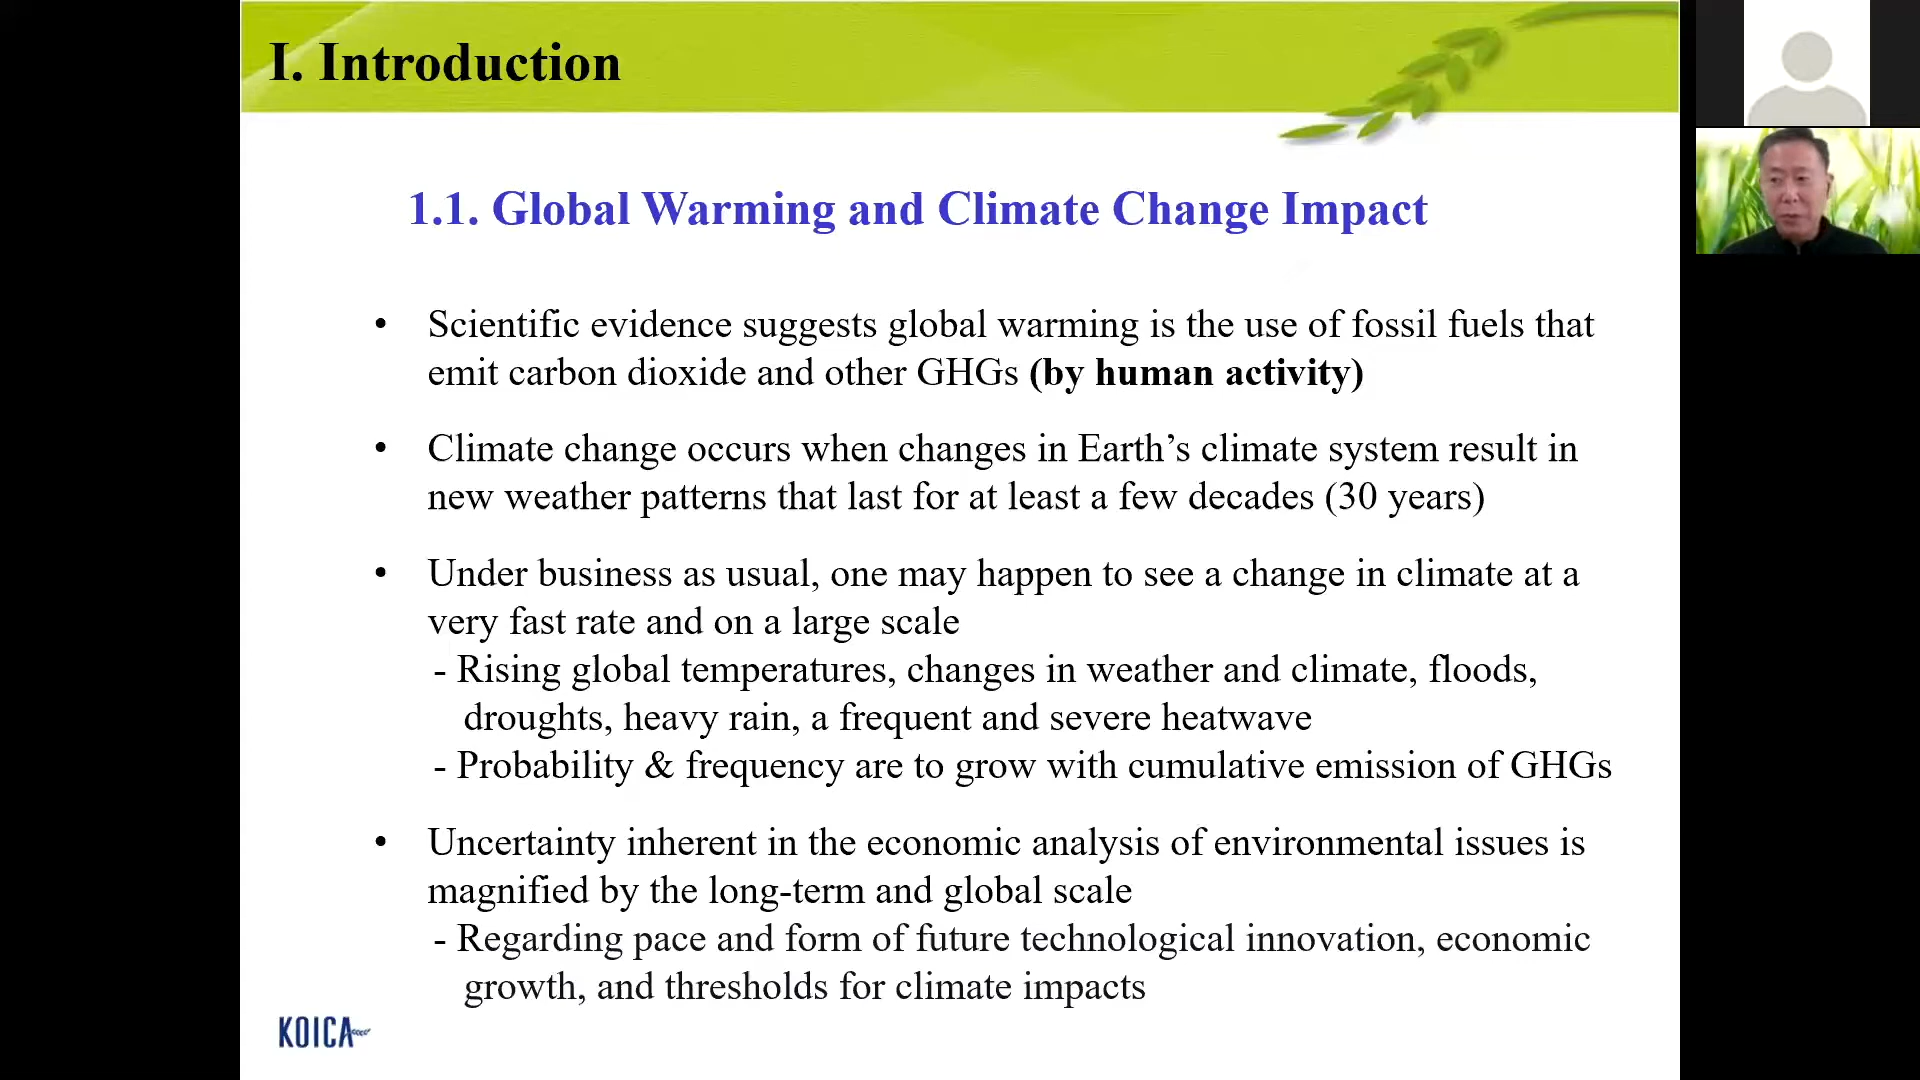 I. Introduction
1.1. Global Warming and Climate Change Impact
• Scientific evidence suggests global warming is the use of fossil fuels that
emit carbon dioxide and other GHGs (by human activity)
• Climate change occurs when changes in Earth’s climate system result in
new weather patterns that last for at least a few decades (30 years)
• Under business as usual, one may happen to see a change in climate at a
very fast rate and on a large scale
- Rising global temperatures, changes in weather and climate, floods,
droughts, heavy rain, a frequent and severe heatwave
- Probability & frequency are to grow with cumulative emission of GHGs
• Uncertainty inherent in the economic analysis of environmental issues is
magnified by the long-term and global scale
- Regarding pace and form of future technological innovation, economic
growth, and thresholds for climate impacts
KOICA